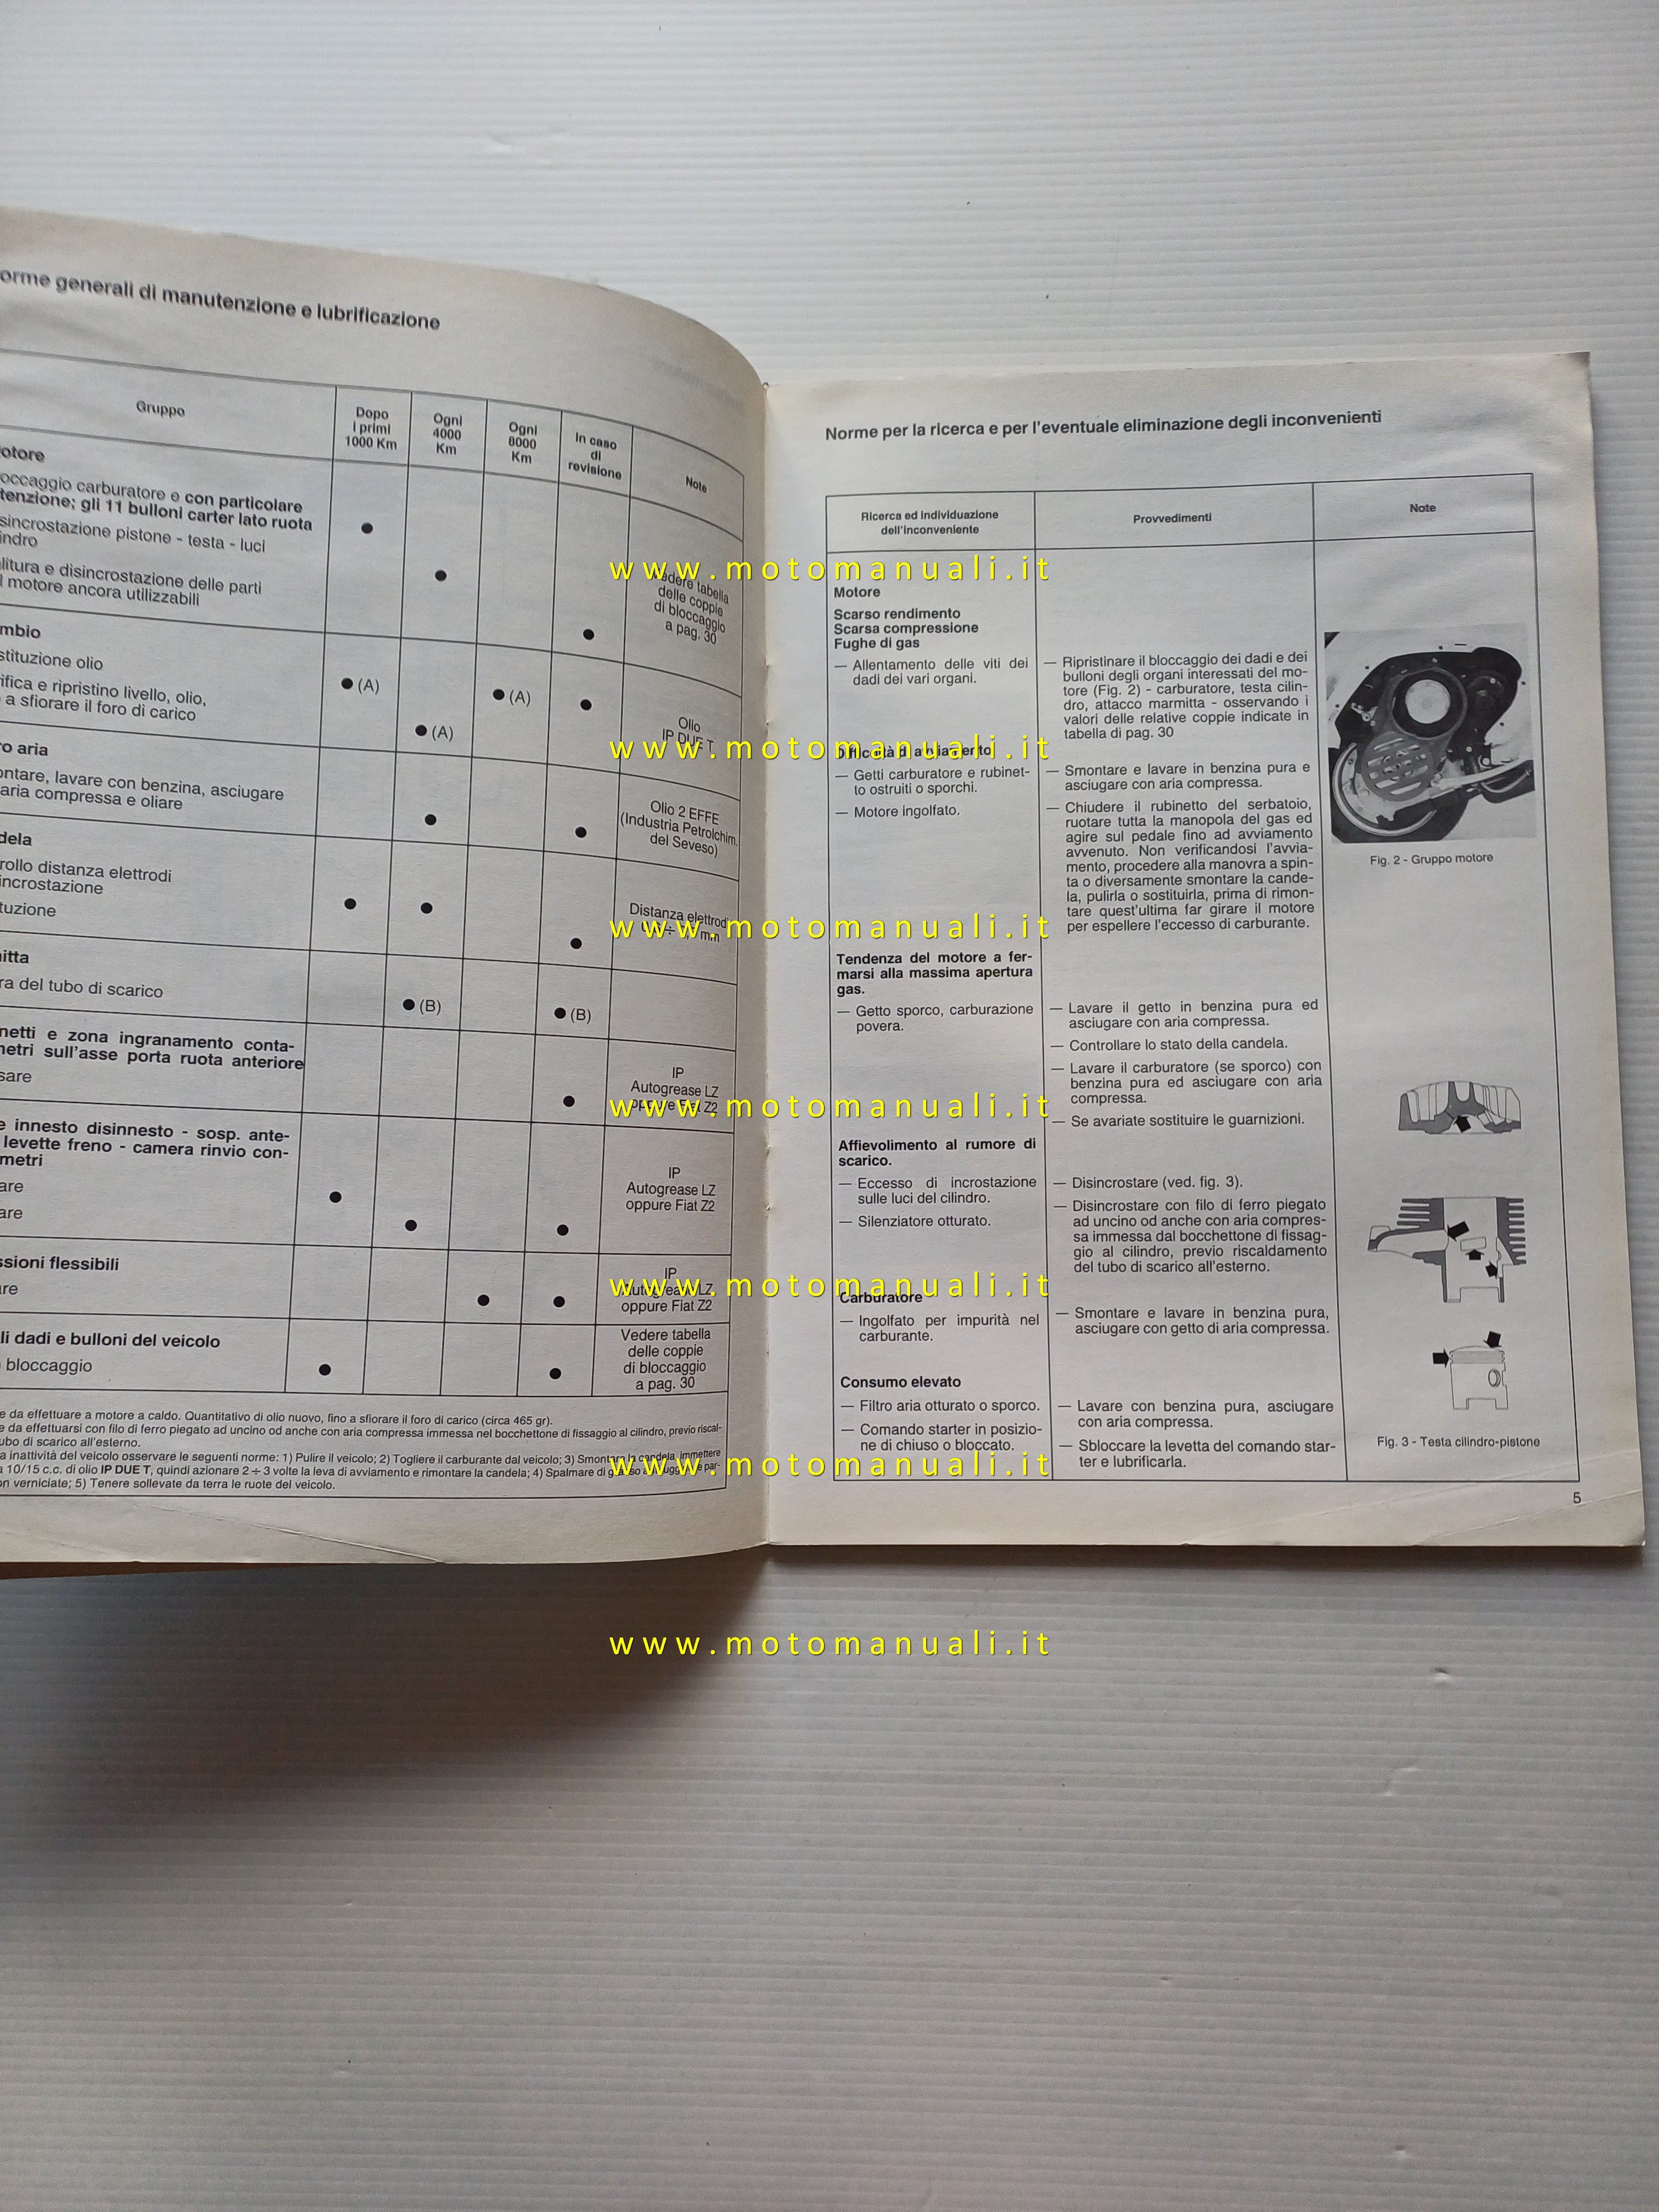 orme generali di manutenzione e lubrificazione
Gruppo
Dopo
i primi
1000 Km
Ogni
4000
Km
Ogni
8000
Km
In caso
di
revisione
Note
otore
occaggio carburatore e con particolare
tenzione; gli 11 bulloni carter lato ruota
sincrostazione pistone - testa - luci
indro
litura e disincrostazione delle parti
l motore ancora utilizzabili
Vedere tabella
delle coppie
di bloccaggio
a pag. 30
mbio
stituzione olio
ifica e ripristino livello, olio,
a sfiorare il foro di carico
(A)
(A)
(A)
Olio
IP DUE T
o aria
ontare, lavare con benzina, asciugare
aria compressa e oliare
Olio 2 EFFE
(Industria Petrolchim.
del Seveso)
dela
rollo distanza elettrodi
incrostazione
tuzione
Distanza elettrodi
mm
itta
ra del tubo di scarico
(B)
(B)
netti e zona ingranamento conta-
metri sull'asse porta ruota anteriore
sare
IP
Autogrease LZ
oppure Fiat Z2
e innesto disinnesto - sosp. ante-
levette freno - camera rinvio con-
metri
are
are
IP
Autogrease LZ
oppure Fiat Z2
ssioni flessibili
re
IP
Autogrease LZ
oppure Fiat Z2
li dadi e bulloni del veicolo
bloccaggio
Vedere tabella
delle coppie
di bloccaggio
a pag. 30
e da effettuare a motore a caldo. Quantitativo di olio nuovo, fino a sfiorare il foro di carico (circa 465 gr).
e da effettuarsi con filo di ferro piegato ad uncino od anche con aria compressa immessa nel bocchettone di fissaggio al cilindro, previo riscal-
ubo di scarico all'esterno.
a inattività del veicolo osservare le seguenti norme: 1) Pulire il veicolo; 2) Togliere il carburante dal veicolo; 3) Smontare la candela, immettere
10/15 c.c. di olio IP DUE T, quindi azionare 2 ÷ 3 volte la leva di avviamento e rimontare la candela; 4) Spalmare di grasso par-
on verniciate; 5) Tenere sollevate da terra le ruote del veicolo.
Norme per la ricerca e per l'eventuale eliminazione degli inconvenienti
Ricerca ed individuazione
dell'inconveniente
Provvedimenti
Note
Motore
Scarso rendimento
Scarsa compressione
Fughe di gas
— Allentamento delle viti dei
dadi dei vari organi.
— Ripristinare il bloccaggio dei dadi e dei
bulloni degli organi interessati del mo-
tore (Fig. 2) - carburatore, testa cilin-
dro, attacco marmitta - osservando i
valori delle relative coppie indicate in
tabella di pag. 30
Difficoltà di avviamento
— Getti carburatore e rubinet-
to ostruiti o sporchi.
— Smontare e lavare in benzina pura e
asciugare con aria compressa.
— Motore ingolfato.
— Chiudere il rubinetto del serbatoio,
ruotare tutta la manopola del gas ed
agire sul pedale fino ad avviamento
avvenuto. Non verificandosi l'avvia-
mento, procedere alla manovra a spin-
ta o diversamente smontare la cande-
la, pulirla o sostituirla, prima di rimon-
tare quest'ultima far girare il motore
per espellere l'eccesso di carburante.
Fig. 2 - Gruppo motore
Tendenza del motore a fer-
marsi alla massima apertura
gas.
— Getto sporco, carburazione
povera.
— Lavare il getto in benzina pura ed
asciugare con aria compressa.
— Controllare lo stato della candela.
— Lavare il carburatore (se sporco) con
benzina pura ed asciugare con aria
compressa.
— Se avariate sostituire le guarnizioni.
Affievolimento al rumore di
scarico.
— Eccesso di incrostazione
sulle luci del cilindro.
— Disincrostare (ved. fig. 3).
— Silenziatore otturato.
— Disincrostare con filo di ferro piegato
ad uncino od anche con aria compres-
sa immessa dal bocchettone di fissag-
gio al cilindro, previo riscaldamento
del tubo di scarico all'esterno.
Carburatore
— Ingolfato per impurità nel
carburante.
— Smontare e lavare in benzina pura,
asciugare con getto di aria compressa.
Consumo elevato
— Filtro aria otturato o sporco.
— Lavare con benzina pura, asciugare
con aria compressa.
— Comando starter in posizio-
ne di chiuso o bloccato.
— Sbloccare la levetta del comando star-
ter e lubrificarla.
Fig. 3 - Testa cilindro-pistone
5
www.motomanuali.it
www.motomanuali.it
www.motomanuali.it
www.motomanuali.it
www.motomanuali.it
www.motomanuali.it
www.motomanuali.it